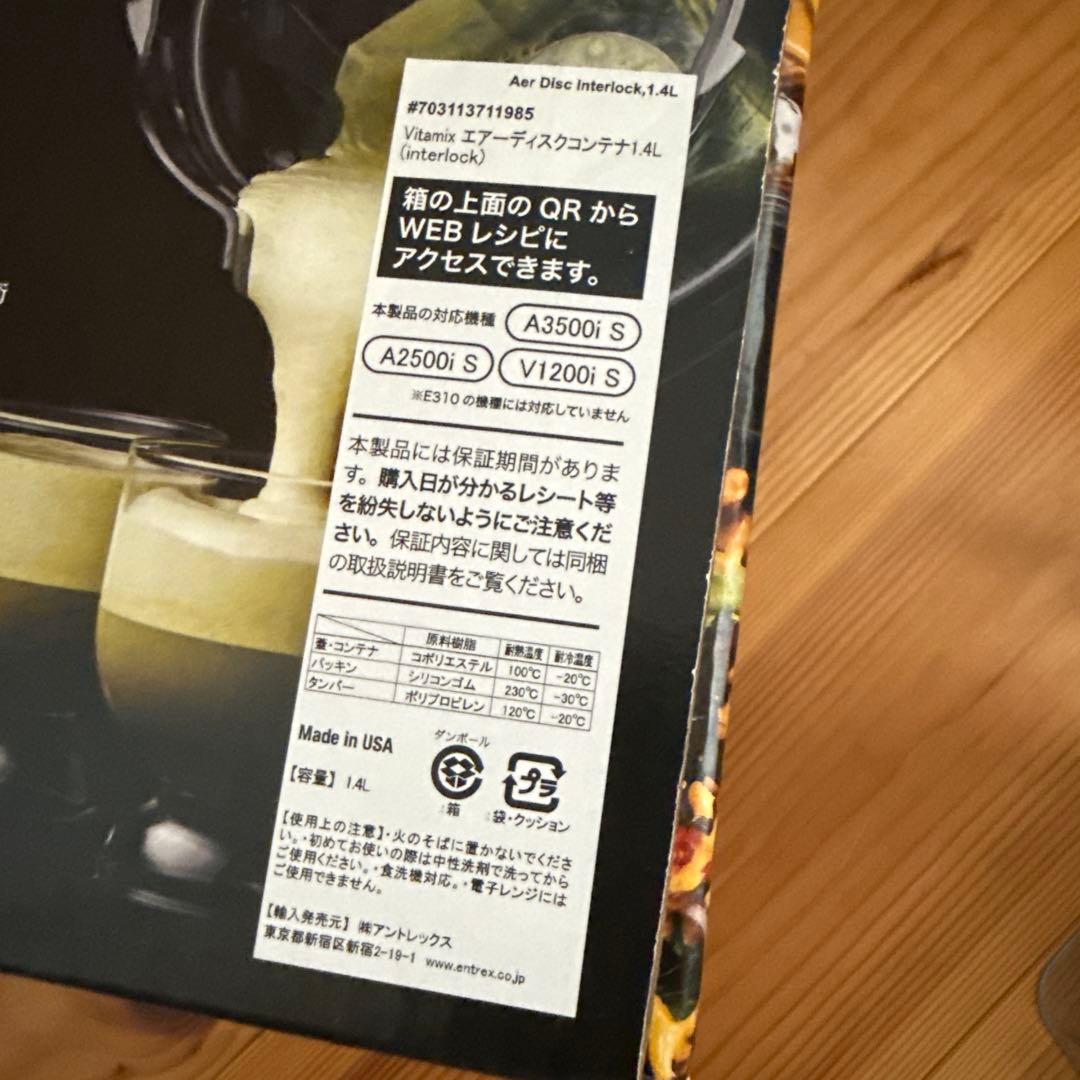 Aer Disc Interlock,1.4L
#703113711985
Vitamix エアーディスクコンテナ1.4L
(interlock)
箱の上面の QR から
WEB レシピに
アクセスできます。
本製品の対応機種 A3500i S
A2500i S V1200i S
※E310 の機種には対応していません
本製品には保証期間がありま
す。購入日が分かるレシート等
を紛失しないようにご注意くだ
さい。保証内容に関しては同梱
の取扱説明書をご覧ください。
原料樹脂 耐熱温度 耐冷温度
蓋・コンテナ コポリエステル 100℃ -20℃
パッキン シリコンゴム 230℃ -30℃
タンパー ポリプロピレン 120℃ -20℃
Made in USA
ダンボール
プラ
【容量】 1.4L
:箱 :袋・クッション
【使用上の注意】・火のそばに置かないでくださ
い。・初めてお使いの際は中性洗剤で洗ってから
ご使用ください。・食洗機対応。・電子レンジには
ご使用できません。
【輸入発売元】 ㈱アントレックス
東京都新宿区新宿2-19-1 www.entrex.co.jp